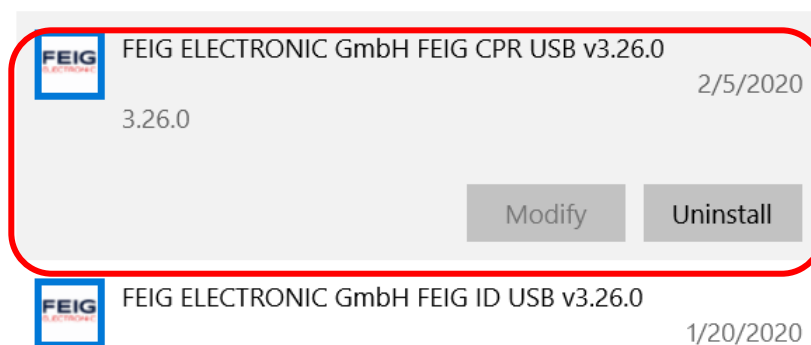 FEIG
ELECTRONIC
FEIG ELECTRONIC GmbH FEIG CPR USB v3.26.0
2/5/2020
3.26.0
Modify
Uninstall
FEIG
ELECTRONIC
FEIG ELECTRONIC GmbH FEIG ID USB v3.26.0
1/20/2020